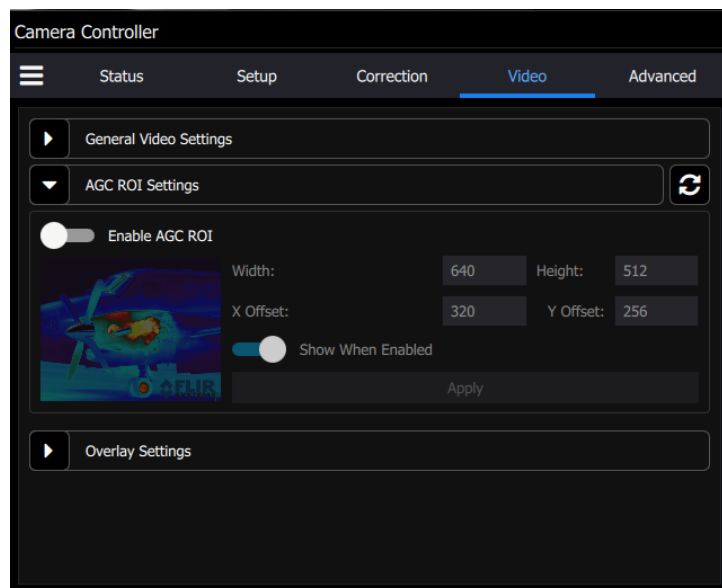 Camera Controller
Status Setup Correction Video Advanced
General Video Settings
AGC ROI Settings
Enable AGC ROI
Width: 640 Height: 512
X Offset: 320 Y Offset: 256
Show When Enabled
FLIR
Apply
Overlay Settings